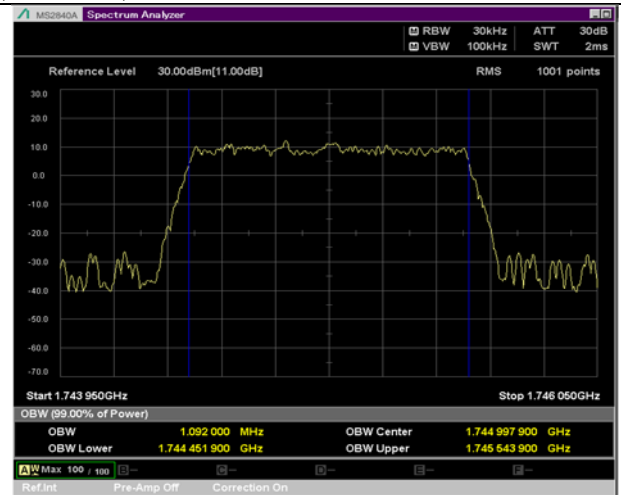 MS2840A Spectrum Analyzer
M RBW 30kHz ATT 30dB
M VBW 100kHz SWT 2ms
Reference Level 30.00dBm[11.00dB] RMS 1001 points
30.0
20.0
10.0
0.0
-10.0
-20.0
-30.0
-40.0
-50.0
-60.0
-70.0
Start 1.743 950GHz Stop 1.746 050GHz
OBW (99.00% of Power)
OBW 1.092 000 MHz OBW Center 1.744 997 900 GHz
OBW Lower 1.744 451 900 GHz OBW Upper 1.745 543 900 GHz
A W Max 100 / 100 B-- C-- D-- E-- F--
Ref.Int Pre-Amp Off Correction On